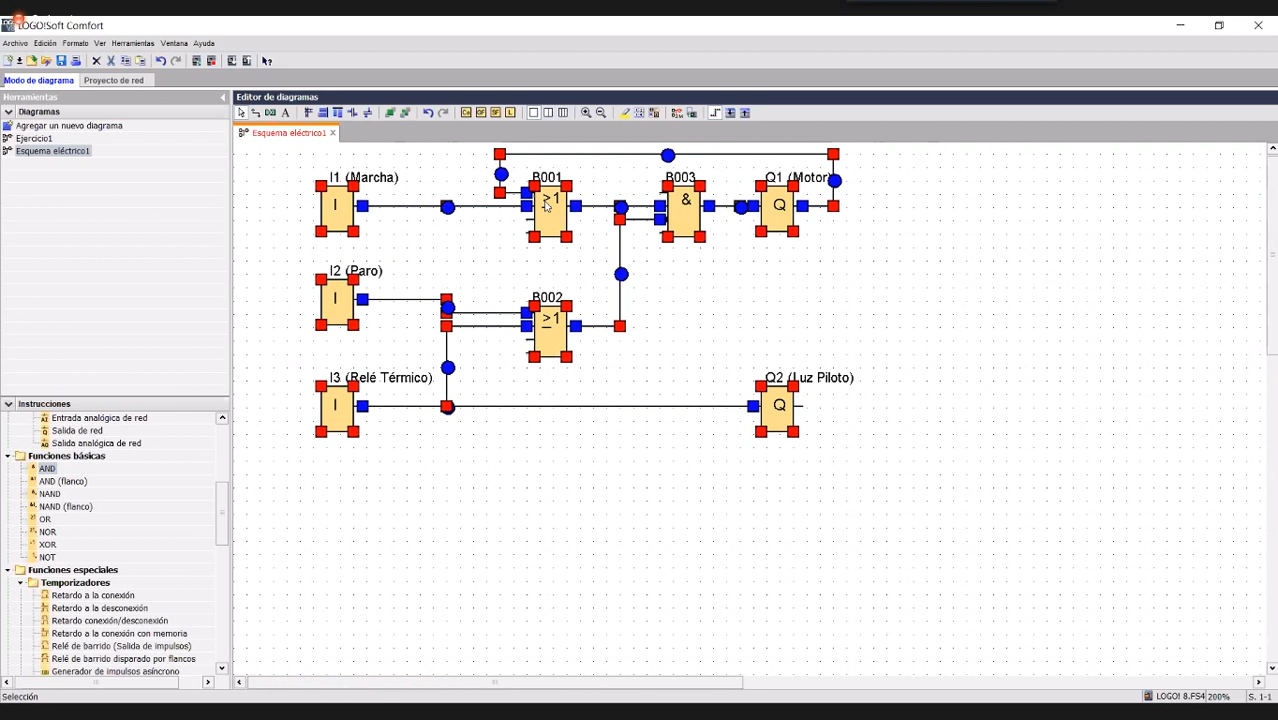 LOGO!Soft Comfort
Archivo Edición Formato Ver Herramientas Ventana Ayuda
Modo de diagrama Proyecto de red
Herramientas
Editor de diagramas
Diagramas
Agregar un nuevo diagrama
Ejercicio1
Esquema eléctrico1
Esquema eléctrico1
I1 (Marcha) B001 B003 Q1 (Motor)
I >1 & Q
I2 (Paro) B002
I >1
I3 (Relé Térmico) Q2 (Luz Piloto)
I Q
Instrucciones
Entrada analógica de red
Salida de red
Salida analógica de red
Funciones básicas
AND
AND (flanco)
NAND
NAND (flanco)
OR
NOR
XOR
NOT
Funciones especiales
Temporizadores
Retardo a la conexión
Retardo a la desconexión
Retardo conexión/desconexión
Retardo a la conexión con memoria
Relé de barrido (Salida de impulsos)
Relé de barrido disparado por flancos
Generador de impulsos asíncrono
Selección
LOGO! 8.FS4 200% S. 1-1